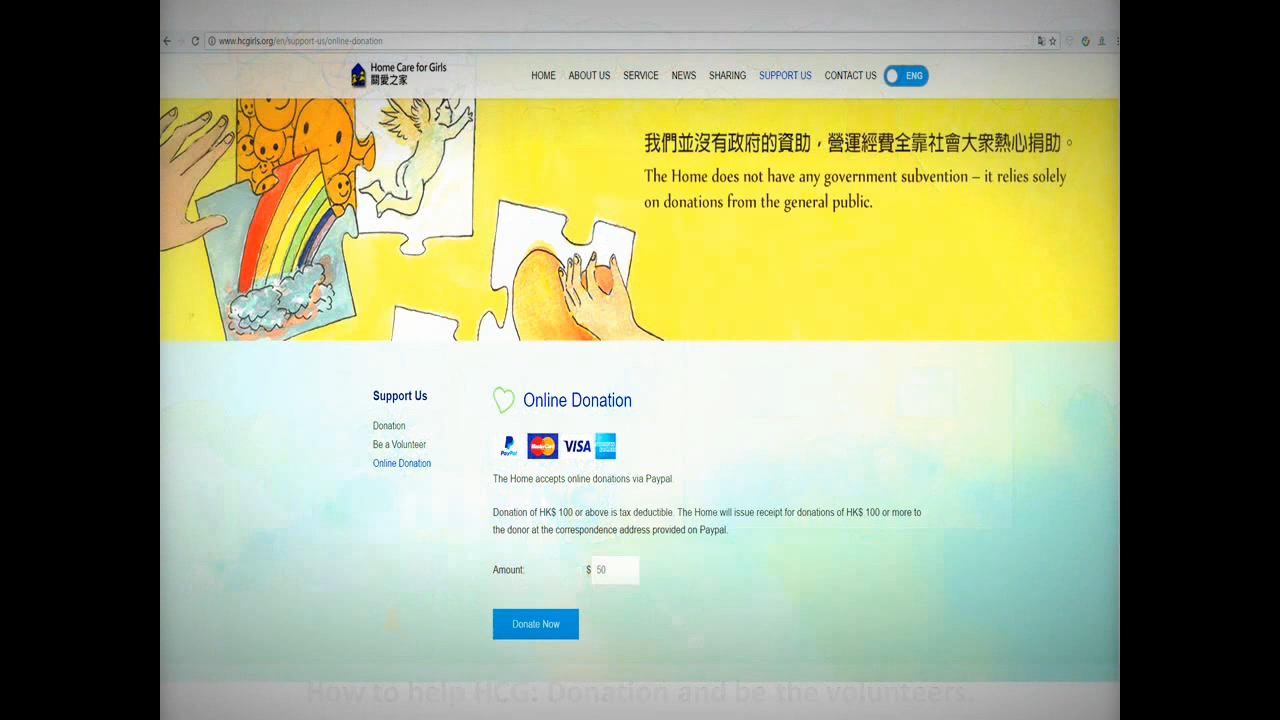 www.hcgirls.org/en/support-us/online-donation
Home Care for Girls
關愛之家
HOME ABOUT US SERVICE NEWS SHARING SUPPORT US CONTACT US ENG
我們並沒有政府的資助，營運經費全靠社會大衆熱心捐助。
The Home does not have any government subvention – it relies solely
on donations from the general public.
Support Us
Donation
Be a Volunteer
Online Donation
Online Donation
PayPal MasterCard VISA AMERICAN EXPRESS
The Home accepts online donations via Paypal.
Donation of HK$ 100 or above is tax deductible. The Home will issue receipt for donations of HK$ 100 or more to
the donor at the correspondence address provided on Paypal.
Amount: $ 50
Donate Now
How to help HCG: Donation and be the volunteers.